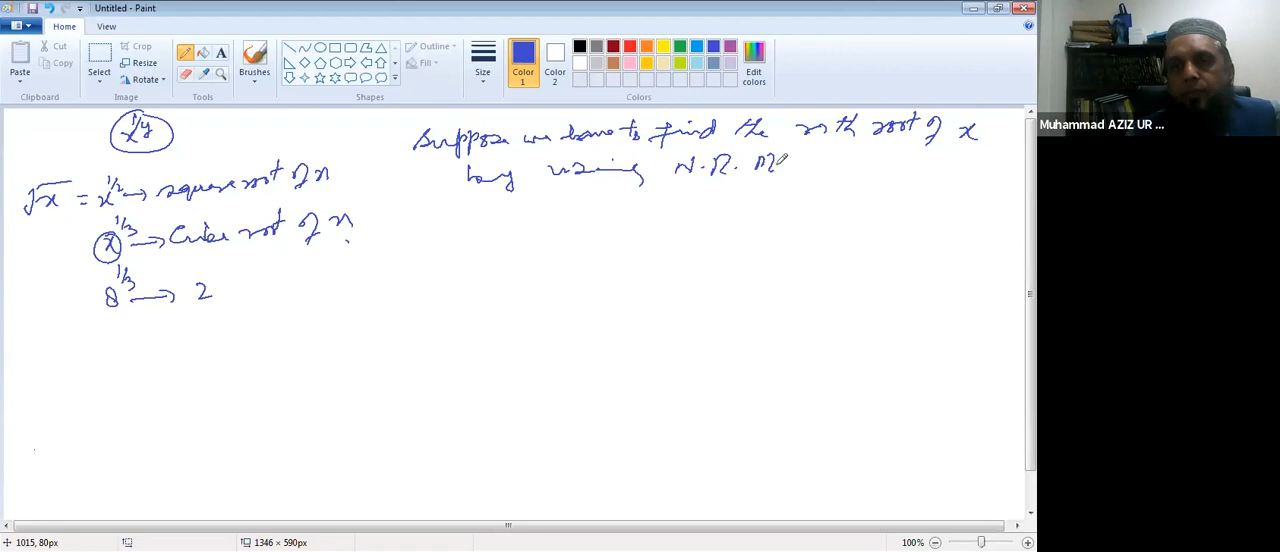 Untitled - Paint
Home
View
Paste
Cut
Copy
Clipboard
Select
Crop
Resize
Rotate
Image
Tools
Brushes
Shapes
Outline
Fill
Size
Color 1
Color 2
Edit colors
Colors
Muhammad AZIZ UR ...
x^1/y
√x = x^1/2 → square root of x
x^1/3 → Cube root of x
8^1/3 → 2
Suppose we have to find the nth root of x
by using N.R. M
1015, 80px
1346 × 590px
100%